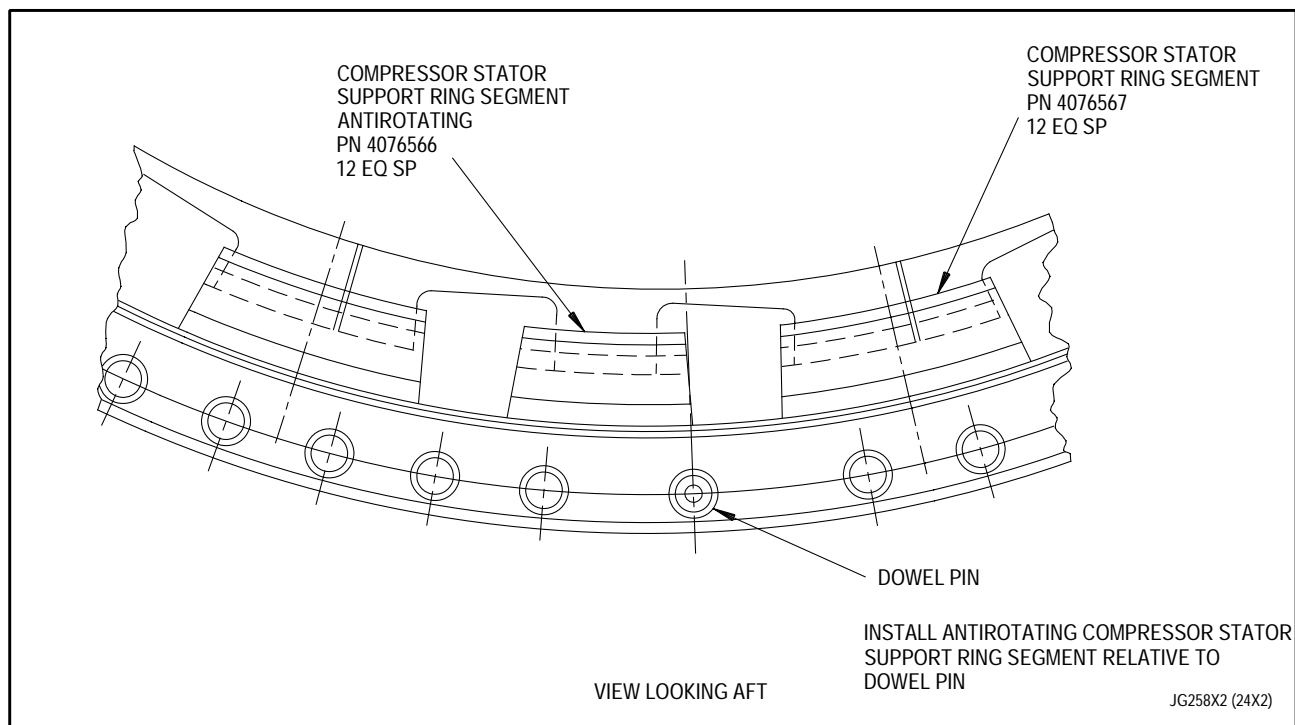 COMPRESSOR STATOR
SUPPORT RING SEGMENT
ANTIROTATING
PN 4076566
12 EQ SP
COMPRESSOR STATOR
SUPPORT RING SEGMENT
PN 4076567
12 EQ SP
DOWEL PIN
INSTALL ANTIROTATING COMPRESSOR STATOR
SUPPORT RING SEGMENT RELATIVE TO
DOWEL PIN
VIEW LOOKING AFT
JG258X2 (24X2)